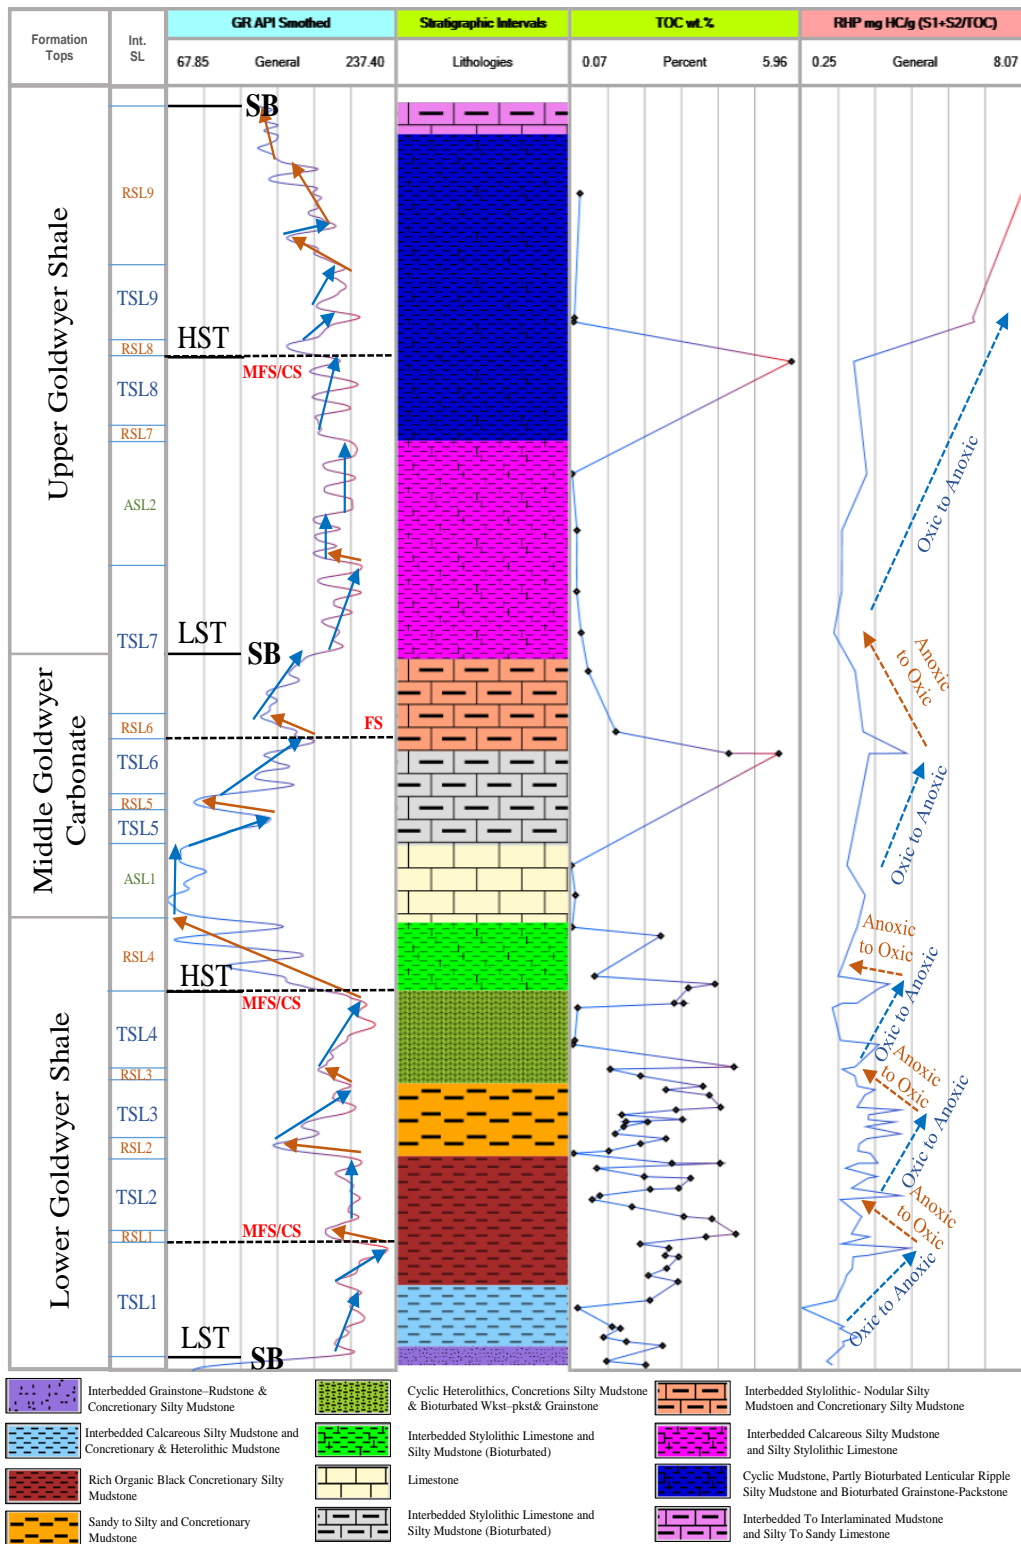 GR API Smothed
Stratigraphic Intervals
TOC wt.%
RHP mg HC/g (S1+S2/TOC)
Formation
Tops
Int.
SL
67.85 General 237.40
Lithologies
0.07 Percent 5.96
0.25 General 8.07
Upper Goldwyer Shale
Middle Goldwyer
Carbonate
Lower Goldwyer Shale
RSL9
TSL9
RSL8
TSL8
RSL7
ASL2
TSL7
RSL6
TSL6
RSL5
TSL5
ASL1
RSL4
TSL4
RSL3
TSL3
RSL2
TSL2
RSL1
TSL1
SB
HST
MFS/CS
LST
SB
FS
HST
MFS/CS
MFS/CS
LST
SB
Oxic to Anoxic
Anoxic
to Oxic
Oxic to Anoxic
Anoxic
to Oxic
Oxic to Anoxic
Anoxic
to Oxic
Oxic to Anoxic
Anoxic
to Oxic
Oxic to Anoxic
Interbedded Grainstone–Rudstone &
Concretionary Silty Mudstone
Interbedded Calcareous Silty Mudstone and
Concretionary & Heterolithic Mudstone
Rich Organic Black Concretionary Silty
Mudstone
Sandy to Silty and Concretionary
Mudstone
Cyclic Heterolithics, Concretions Silty Mudstone
& Bioturbated Wkst–pkst& Grainstone
Interbedded Stylolithic Limestone and
Silty Mudstone (Bioturbated)
Limestone
Interbedded Stylolithic Limestone and
Silty Mudstone (Bioturbated)
Interbedded Stylolithic- Nodular Silty
Mudstoen and Concretionary Silty Mudstone
Interbedded Calcareous Silty Mudstone
and Silty Stylolithic Limestone
Cyclic Mudstone, Partly Bioturbated Lenticular Ripple
Silty Mudstone and Bioturbated Grainstone-Packstone
Interbedded To Interlaminated Mudstone
and Silty To Sandy Limestone